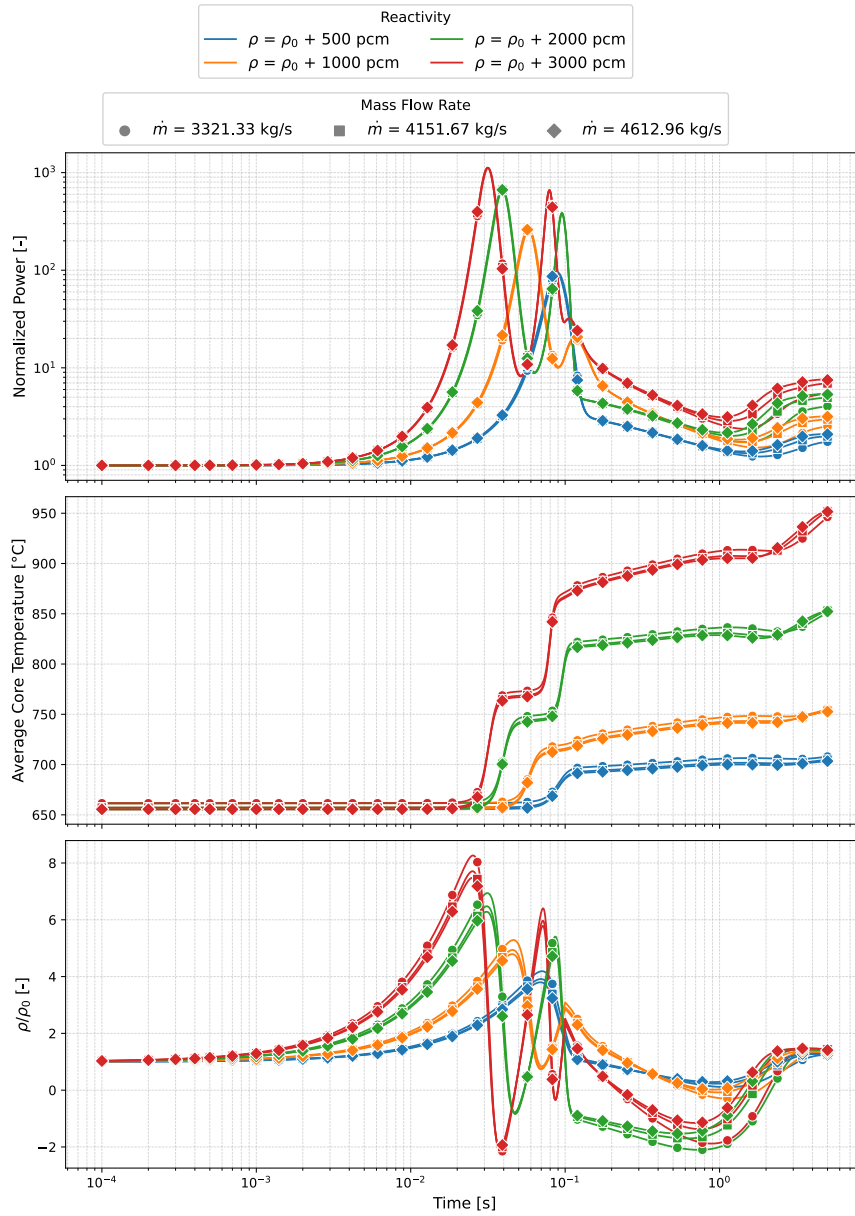 Reactivity
ρ = ρ₀ + 500 pcm
ρ = ρ₀ + 2000 pcm
ρ = ρ₀ + 1000 pcm
ρ = ρ₀ + 3000 pcm
Mass Flow Rate
ṁ = 3321.33 kg/s
ṁ = 4151.67 kg/s
ṁ = 4612.96 kg/s
Normalized Power [-]
10³
10²
10¹
10⁰
Average Core Temperature [°C]
950
900
850
800
750
700
650
ρ/ρ₀ [-]
8
6
4
2
0
−2
10⁻⁴
10⁻³
10⁻²
10⁻¹
10⁰
Time [s]